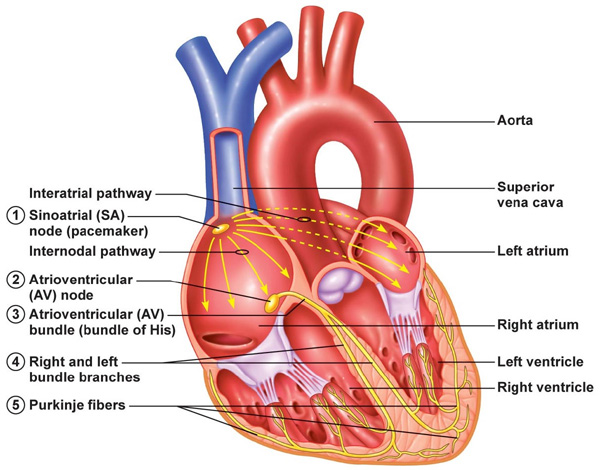 Interatrial pathway
① Sinoatrial (SA)
node (pacemaker)
Internodal pathway
② Atrioventricular
(AV) node
③ Atrioventricular (AV)
bundle (bundle of His)
④ Right and left
bundle branches
⑤ Purkinje fibers
Aorta
Superior
vena cava
Left atrium
Right atrium
Left ventricle
Right ventricle